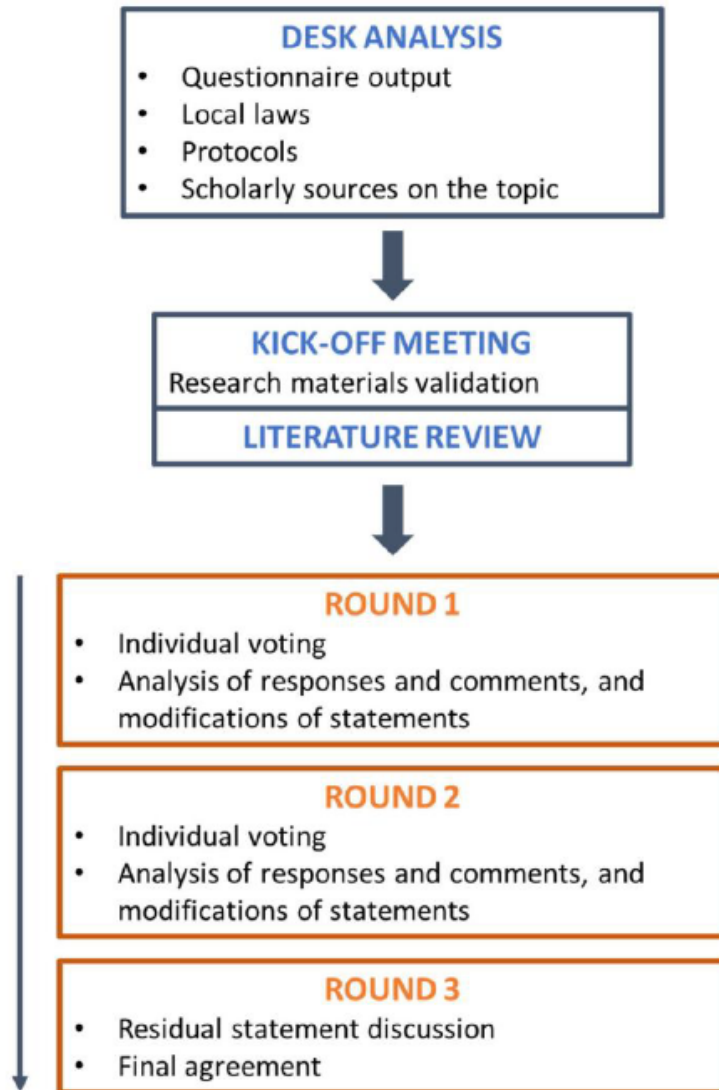 DESK ANALYSIS
• Questionnaire output
• Local laws
• Protocols
• Scholarly sources on the topic
KICK-OFF MEETING
Research materials validation
LITERATURE REVIEW
ROUND 1
• Individual voting
• Analysis of responses and comments, and
modifications of statements
ROUND 2
• Individual voting
• Analysis of responses and comments, and
modifications of statements
ROUND 3
• Residual statement discussion
• Final agreement